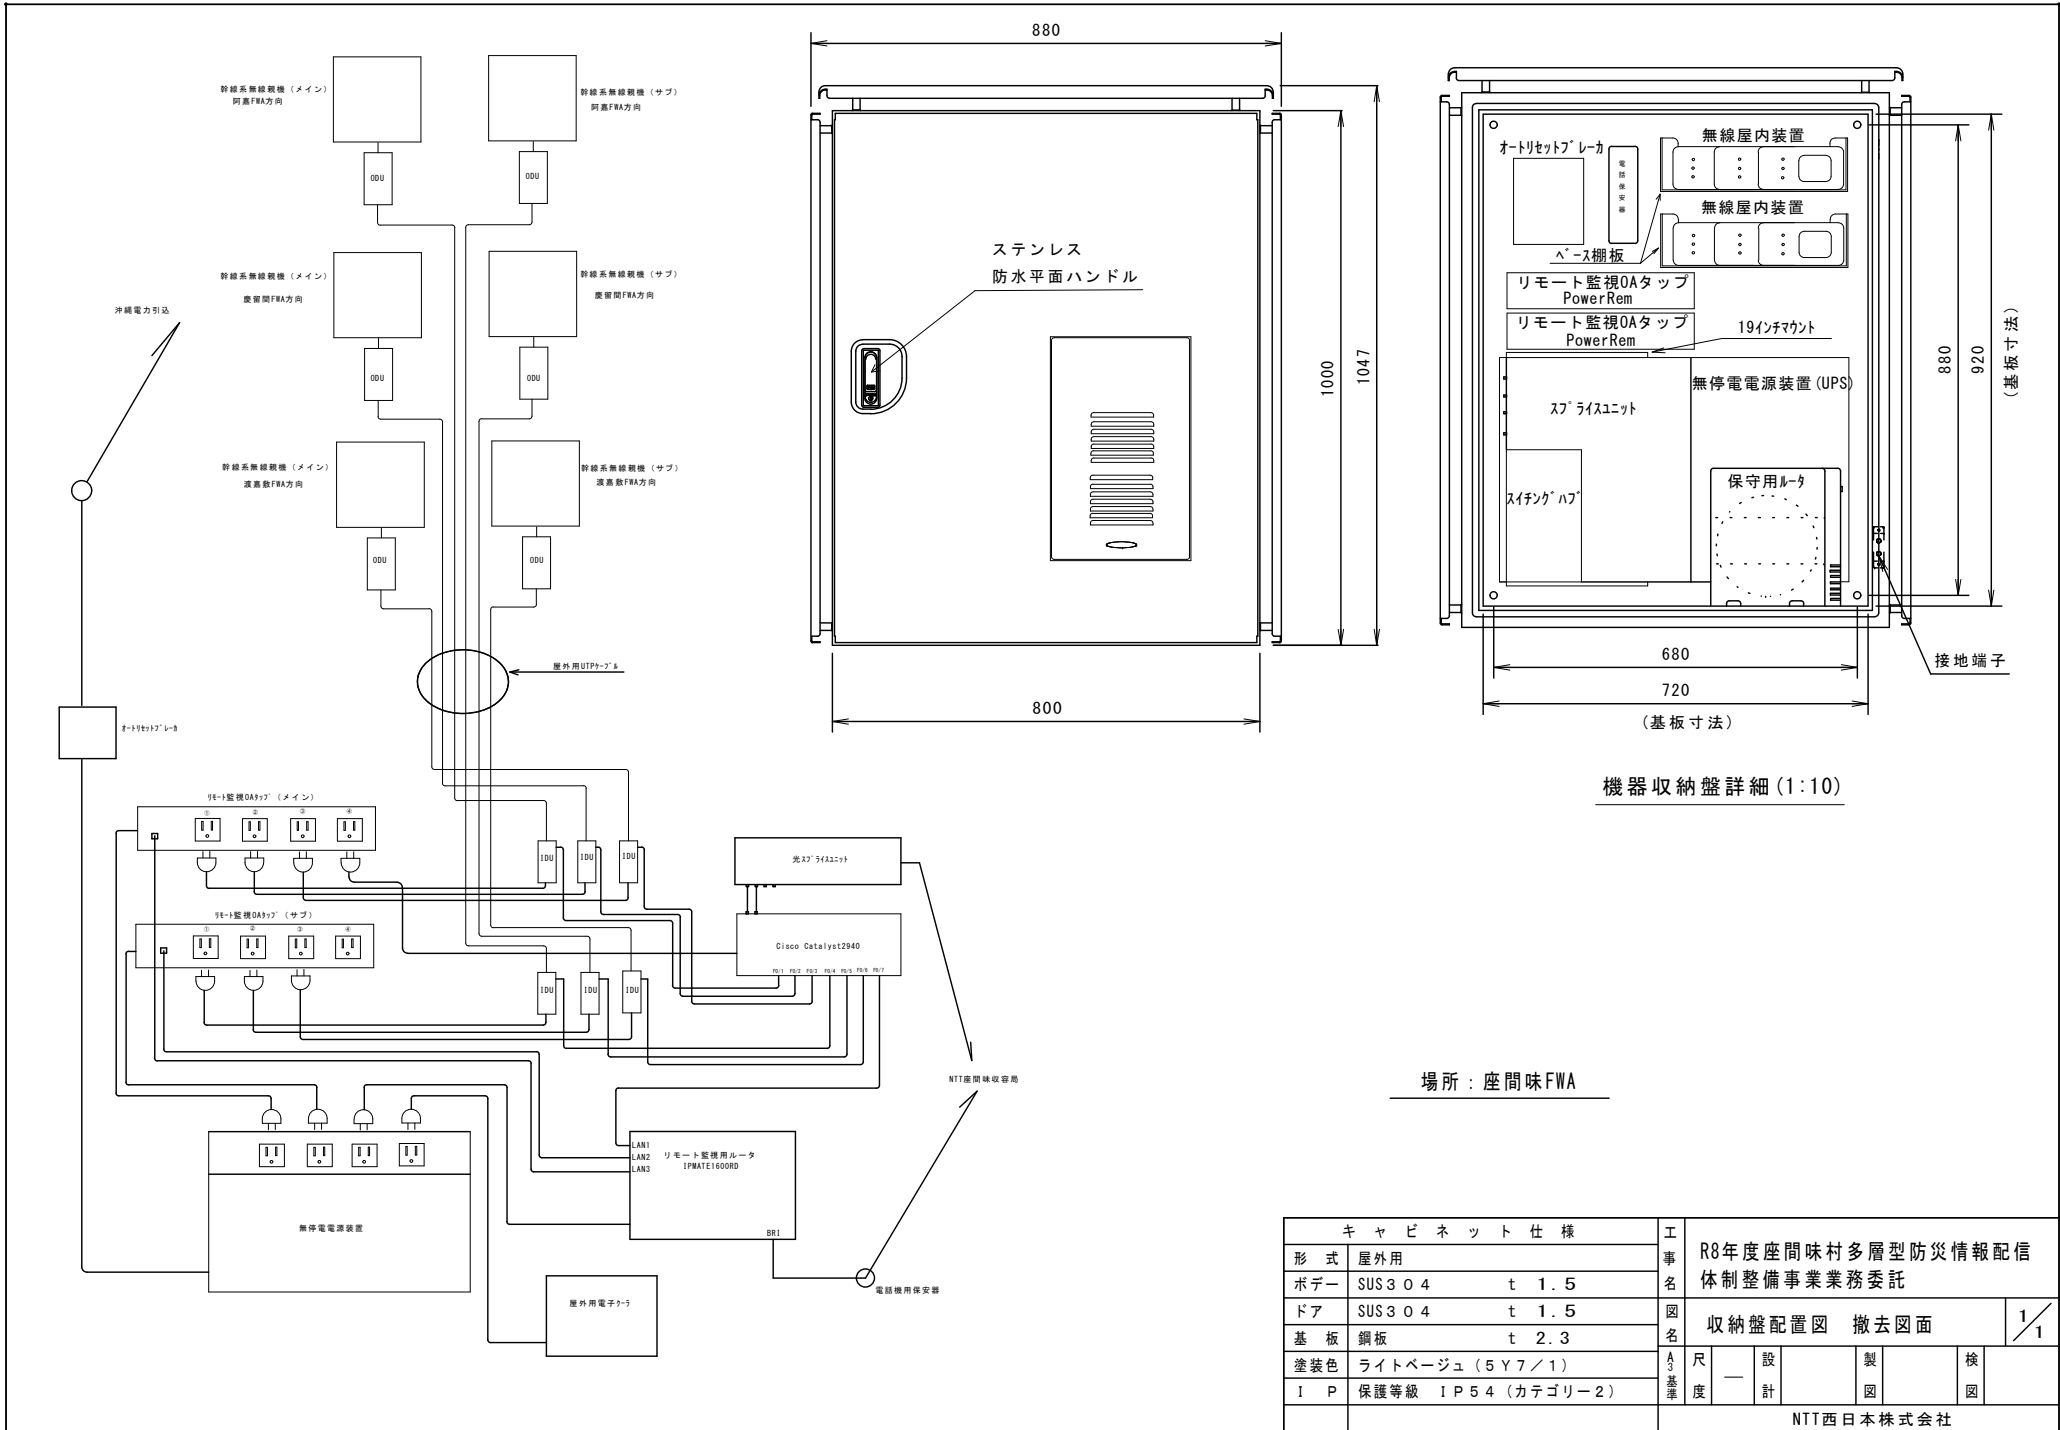 幹線系無線親機（メイン）
阿嘉FWA方向
幹線系無線親機（サブ）
阿嘉FWA方向
ODU
ODU
幹線系無線親機（メイン）
慶留間FWA方向
幹線系無線親機（サブ）
慶留間FWA方向
ODU
ODU
幹線系無線親機（メイン）
渡嘉敷FWA方向
幹線系無線親機（サブ）
渡嘉敷FWA方向
ODU
ODU
沖縄電力引込
屋外用UTPｹｰﾌﾞﾙ
ｵｰﾄﾘｾｯﾄﾌﾞﾚｰｶ
ﾘﾓｰﾄ監視OAﾀｯﾌﾟ（メイン）
① ② ③ ④
IDU IDU IDU
ﾘﾓｰﾄ監視OAﾀｯﾌﾟ（サブ）
① ② ③ ④
IDU IDU IDU
光ｽﾌﾟﾗｲｽﾕﾆｯﾄ
Cisco Catalyst2940
F0/1 F0/2 F0/3 F0/4 F0/5 F0/6 F0/7
NTT座間味収容局
LAN1
LAN2
LAN3
リモート監視用ルータ
IPMATE1600RD
BRI
電話機用保安器
無停電電源装置
屋外用電子ｸｰﾗ
880
ステンレス
防水平面ハンドル
1000
1047
800
ｵｰﾄﾘｾｯﾄﾌﾞﾚｰｶ
電話保安器
無線屋内装置
無線屋内装置
ﾍﾞｰｽ棚板
リモート監視OAタップ
PowerRem
リモート監視OAタップ
PowerRem
19ｲﾝﾁﾏｳﾝﾄ
無停電電源装置(UPS)
ｽﾌﾟﾗｲｽﾕﾆｯﾄ
ｽｲﾁﾝｸﾞﾊﾌﾞ
保守用ﾙｰﾀ
880
920
(基板寸法)
680
720
(基板寸法)
接地端子
機器収納盤詳細(1:10)
場所：座間味FWA
キャビネット仕様
形式 屋外用
ボデー SUS304 t 1.5
ドア SUS304 t 1.5
基板 鋼板 t 2.3
塗装色 ライトベージュ（5Y7／1）
IP 保護等級 IP54（カテゴリー2）
工事名
R8年度座間味村多層型防災情報配信
体制整備事業業務委託
図名
収納盤配置図 撤去図面
1/1
A3基準
尺度 ― 設計 製図 検図
NTT西日本株式会社